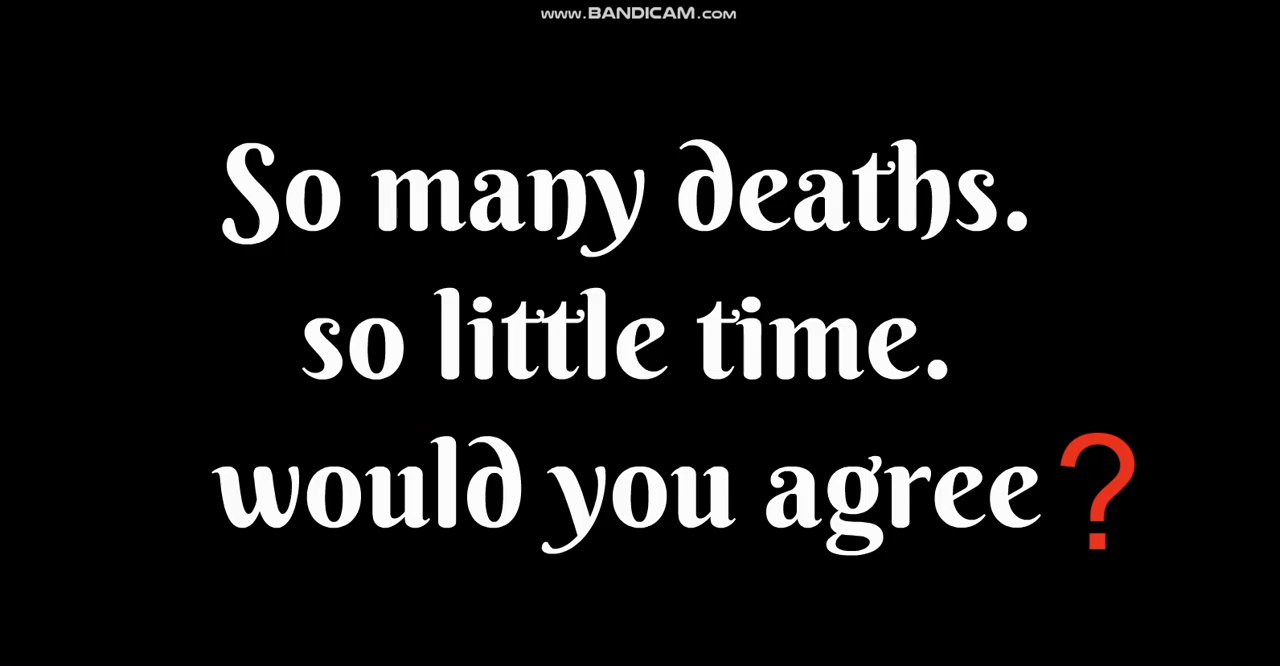 www.BANDICAM.com
So many deaths.
so little time.
would you agree?